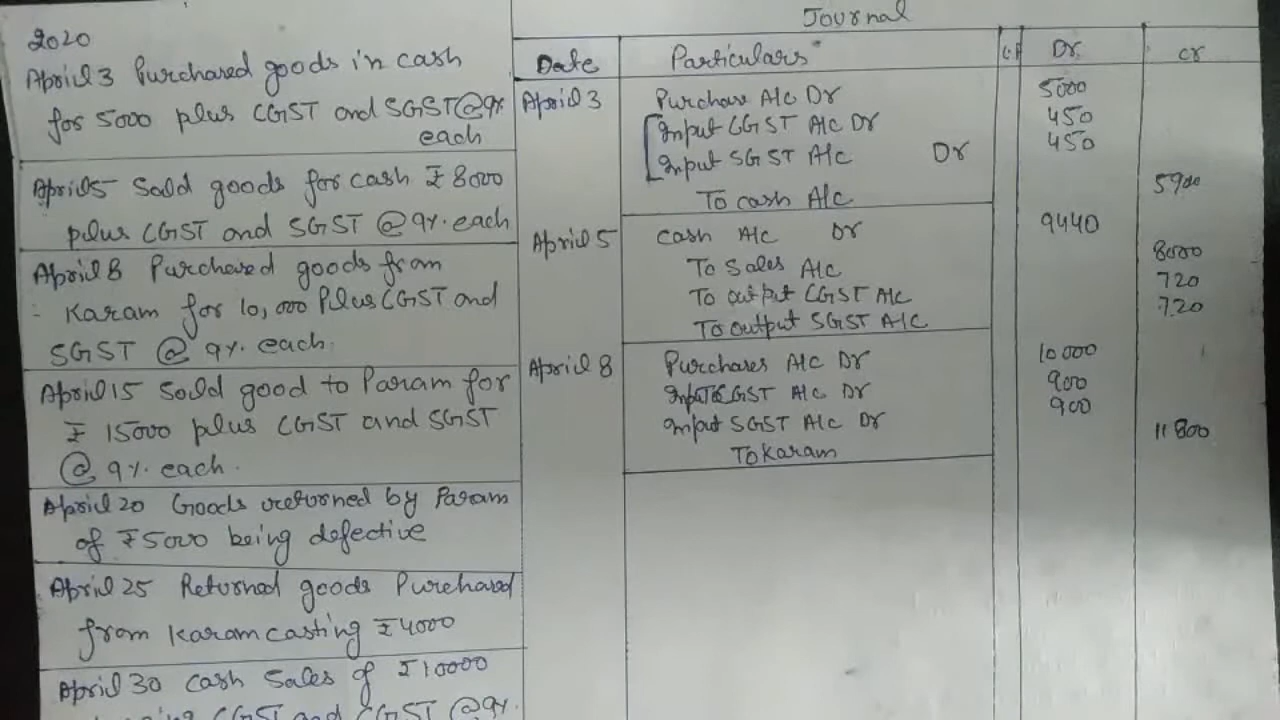 2020
April 3 Purchased goods in cash
for 5000 plus CGST and SGST @ 9%
each
April 5 Sold goods for cash ₹ 8000
plus CGST and SGST @ 9%. each
April 8 Purchased goods from
Karam for 10,000 Plus CGST and
SGST @ 9%. each.
April 15 Sold good to Param for
₹ 15000 plus CGST and SGST
@ 9%. each.
April 20 Goods returned by Param
of ₹5000 being defective
April 25 Returned goods Purchased
from Karam casting ₹4000
April 30 cash Sales of ₹10000
CGST and CGST @ 9%.
Journal
Date Particulars L.F Dr. cr
April 3 Purchase A/c Dr 5000
Input CGST A/c Dr 450
Input SGST A/c Dr 450
To cash A/c 5900
April 5 cash A/c Dr 9440
To Sales A/c 8000
To output CGST A/c 720
To output SGST A/c 720
April 8 Purchases A/c Dr 10000
Input CGST A/c Dr 900
Input SGST A/c Dr 900
To Karam 11800